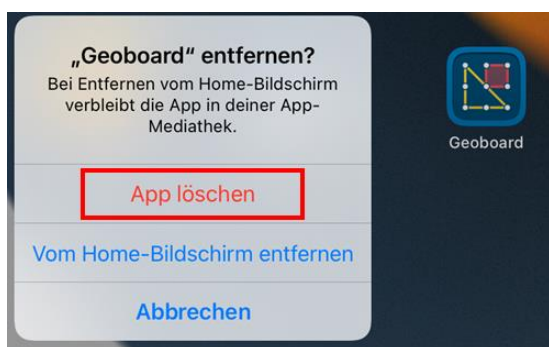 „Geoboard“ entfernen?
Bei Entfernen vom Home-Bildschirm
verbleibt die App in deiner App-
Mediathek.
App löschen
Vom Home-Bildschirm entfernen
Abbrechen
Geoboard